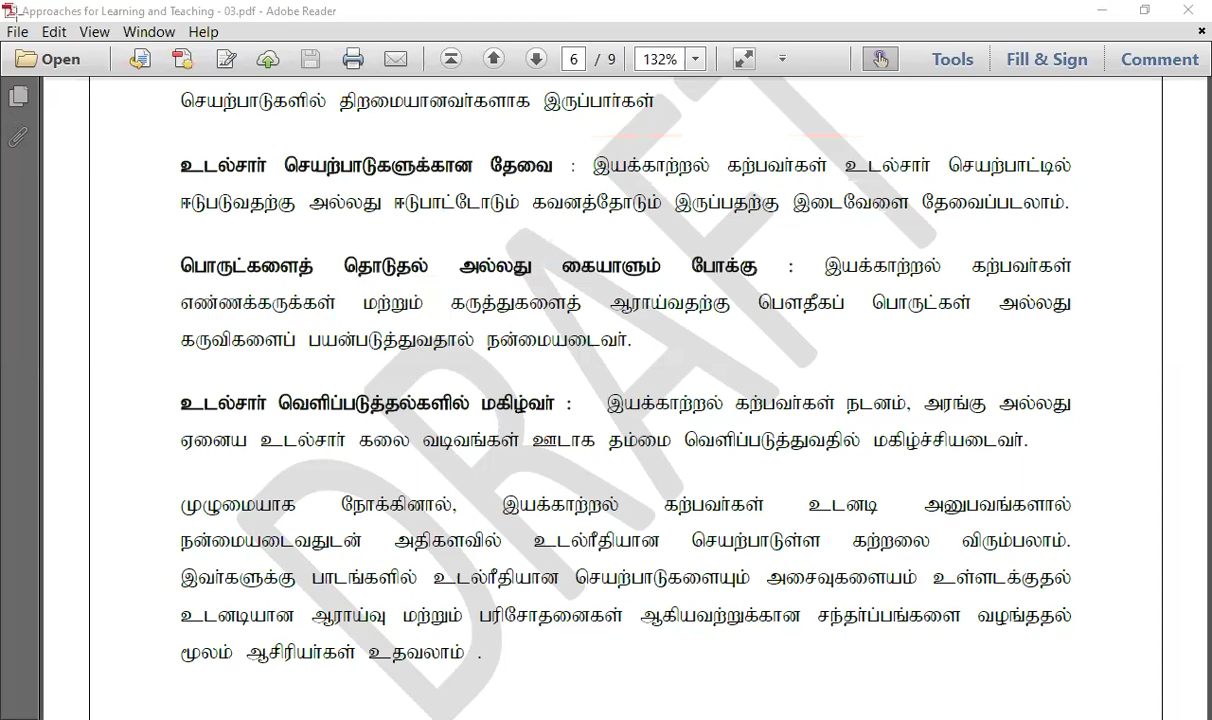 Approaches for Learning and Teaching - 03.pdf - Adobe Reader
File Edit View Window Help
Open 6 / 9 132% Tools Fill & Sign Comment
செயற்பாடுகளில் திறமையானவர்களாக இருப்பார்கள்
உடல்சார் செயற்பாடுகளுக்கான தேவை : இயக்காற்றல் கற்பவர்கள் உடல்சார் செயற்பாட்டில்
ஈடுபடுவதற்கு அல்லது ஈடுபாட்டோடும் கவனத்தோடும் இருப்பதற்கு இடைவேளை தேவைப்படலாம்.
பொருட்களைத் தொடுதல் அல்லது கையாளும் போக்கு : இயக்காற்றல் கற்பவர்கள்
எண்ணக்கருக்கள் மற்றும் கருத்துகளைத் ஆராய்வதற்கு பௌதீகப் பொருட்கள் அல்லது
கருவிகளைப் பயன்படுத்துவதால் நன்மையடைவர்.
உடல்சார் வெளிப்படுத்தல்களில் மகிழ்வர் : இயக்காற்றல் கற்பவர்கள் நடனம், அரங்கு அல்லது
ஏனைய உடல்சார் கலை வடிவங்கள் ஊடாக தம்மை வெளிப்படுத்துவதில் மகிழ்ச்சியடைவர்.
முழுமையாக நோக்கினால், இயக்காற்றல் கற்பவர்கள் உடனடி அனுபவங்களால்
நன்மையடைவதுடன் அதிகளவில் உடல்ரீதியான செயற்பாடுள்ள கற்றலை விரும்பலாம்.
இவர்களுக்கு பாடங்களில் உடல்ரீதியான செயற்பாடுகளையும் அசைவுகளையம் உள்ளடக்குதல்
உடனடியான ஆராய்வு மற்றும் பரிசோதனைகள் ஆகியவற்றுக்கான சந்தர்ப்பங்களை வழங்ததல்
மூலம் ஆசிரியர்கள் உதவலாம் .
DRAFT